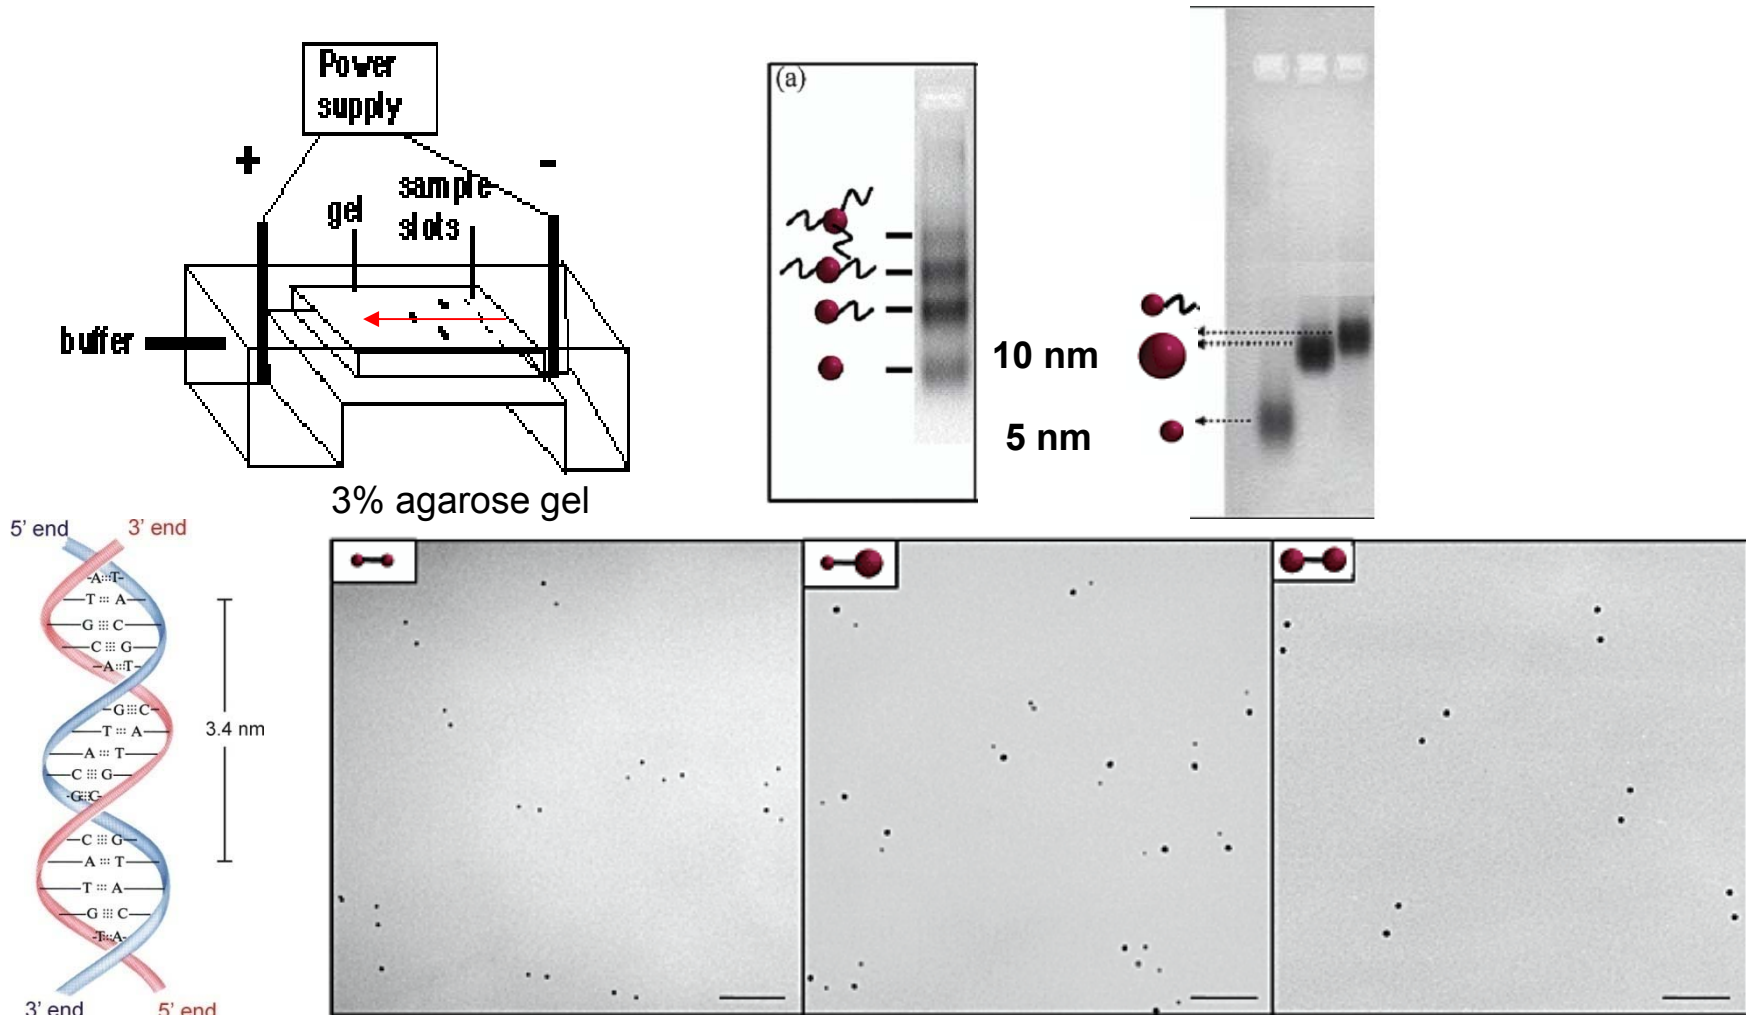 Power
supply
+
-
sample
slots
gel
buffer
3% agarose gel
(a)
10 nm
5 nm
5' end
3' end
-A:::T-
T ::: A
G ::: C
C ::: G
-A:::T-
G:::C
T ::: A
A ::: T
C ::: G
-G:::C-
C ::: G
A ::: T
T ::: A
G ::: C
-T:::A-
3.4 nm
3' end
5' end